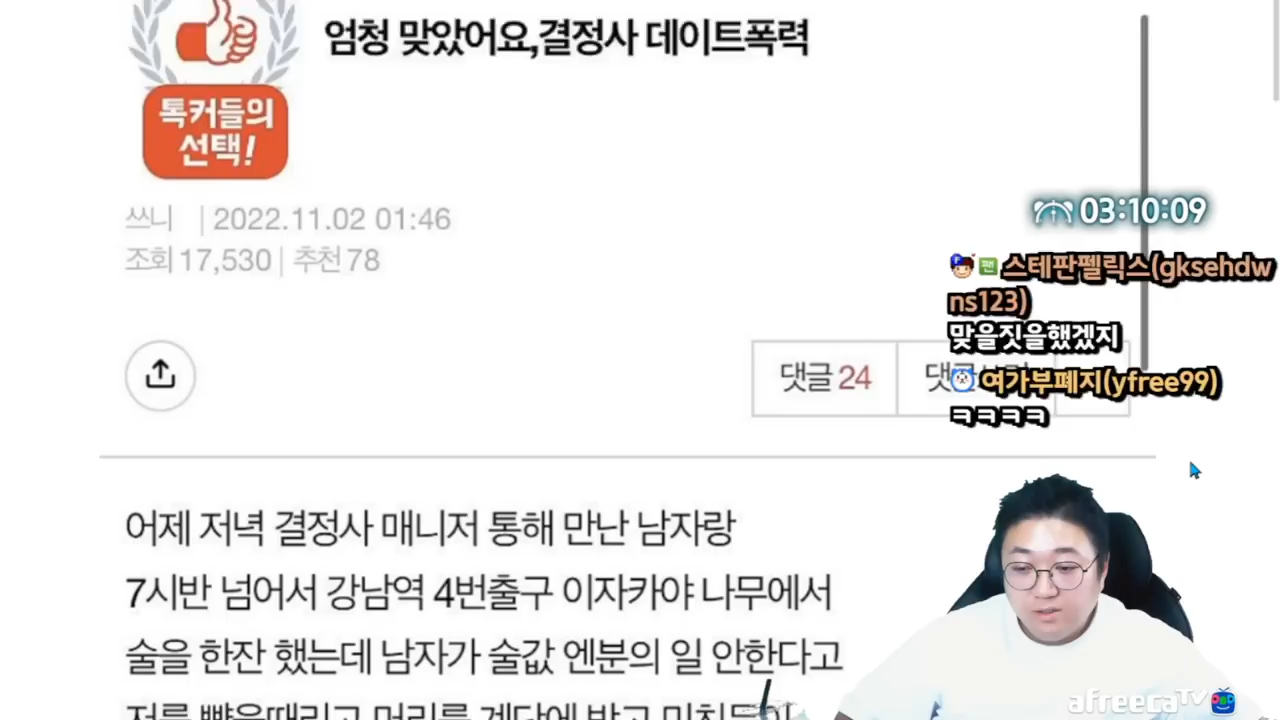 엄청 맞았어요,결정사 데이트폭력
톡커들의
선택!
쓰니 | 2022.11.02 01:46
조회 17,530 | 추천 78
03:10:09
팬 스테판펠릭스(gksehdw
ns123)
맞을짓을했겠지
댓글 24
여가부폐지(yfree99)
ㅋㅋㅋㅋ
어제 저녁 결정사 매니저 통해 만난 남자랑
7시반 넘어서 강남역 4번출구 이자카야 나무에서
술을 한잔 했는데 남자가 술값 엔분의 일 안한다고
afreecaTV